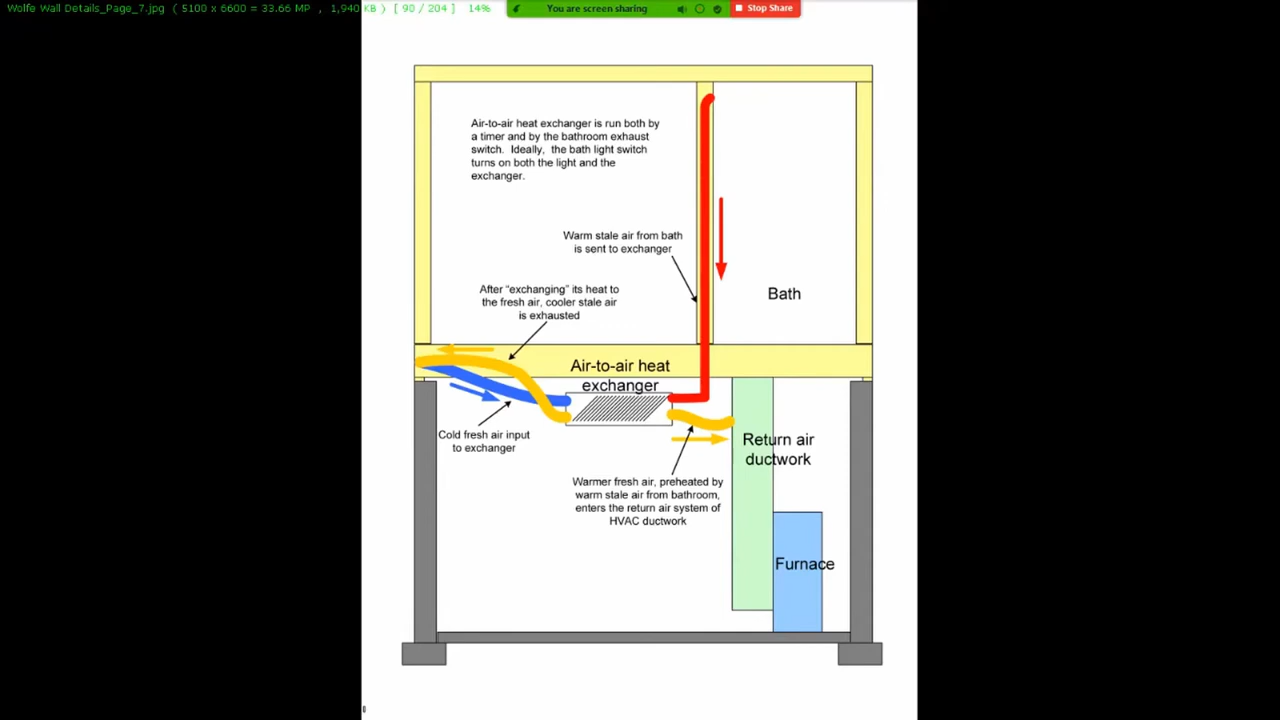 Wolfe Wall Details_Page_7.jpg ( 5100 x 6600 = 33.66 MP , 1,940 KB ) [ 90 / 204 ] 14%
You are screen sharing
Stop Share
Air-to-air heat exchanger is run both by
a timer and by the bathroom exhaust
switch. Ideally, the bath light switch
turns on both the light and the
exchanger.
Warm stale air from bath
is sent to exchanger
Bath
After “exchanging” its heat to
the fresh air, cooler stale air
is exhausted
Air-to-air heat
exchanger
Cold fresh air input
to exchanger
Return air
ductwork
Warmer fresh air, preheated by
warm stale air from bathroom,
enters the return air system of
HVAC ductwork
Furnace